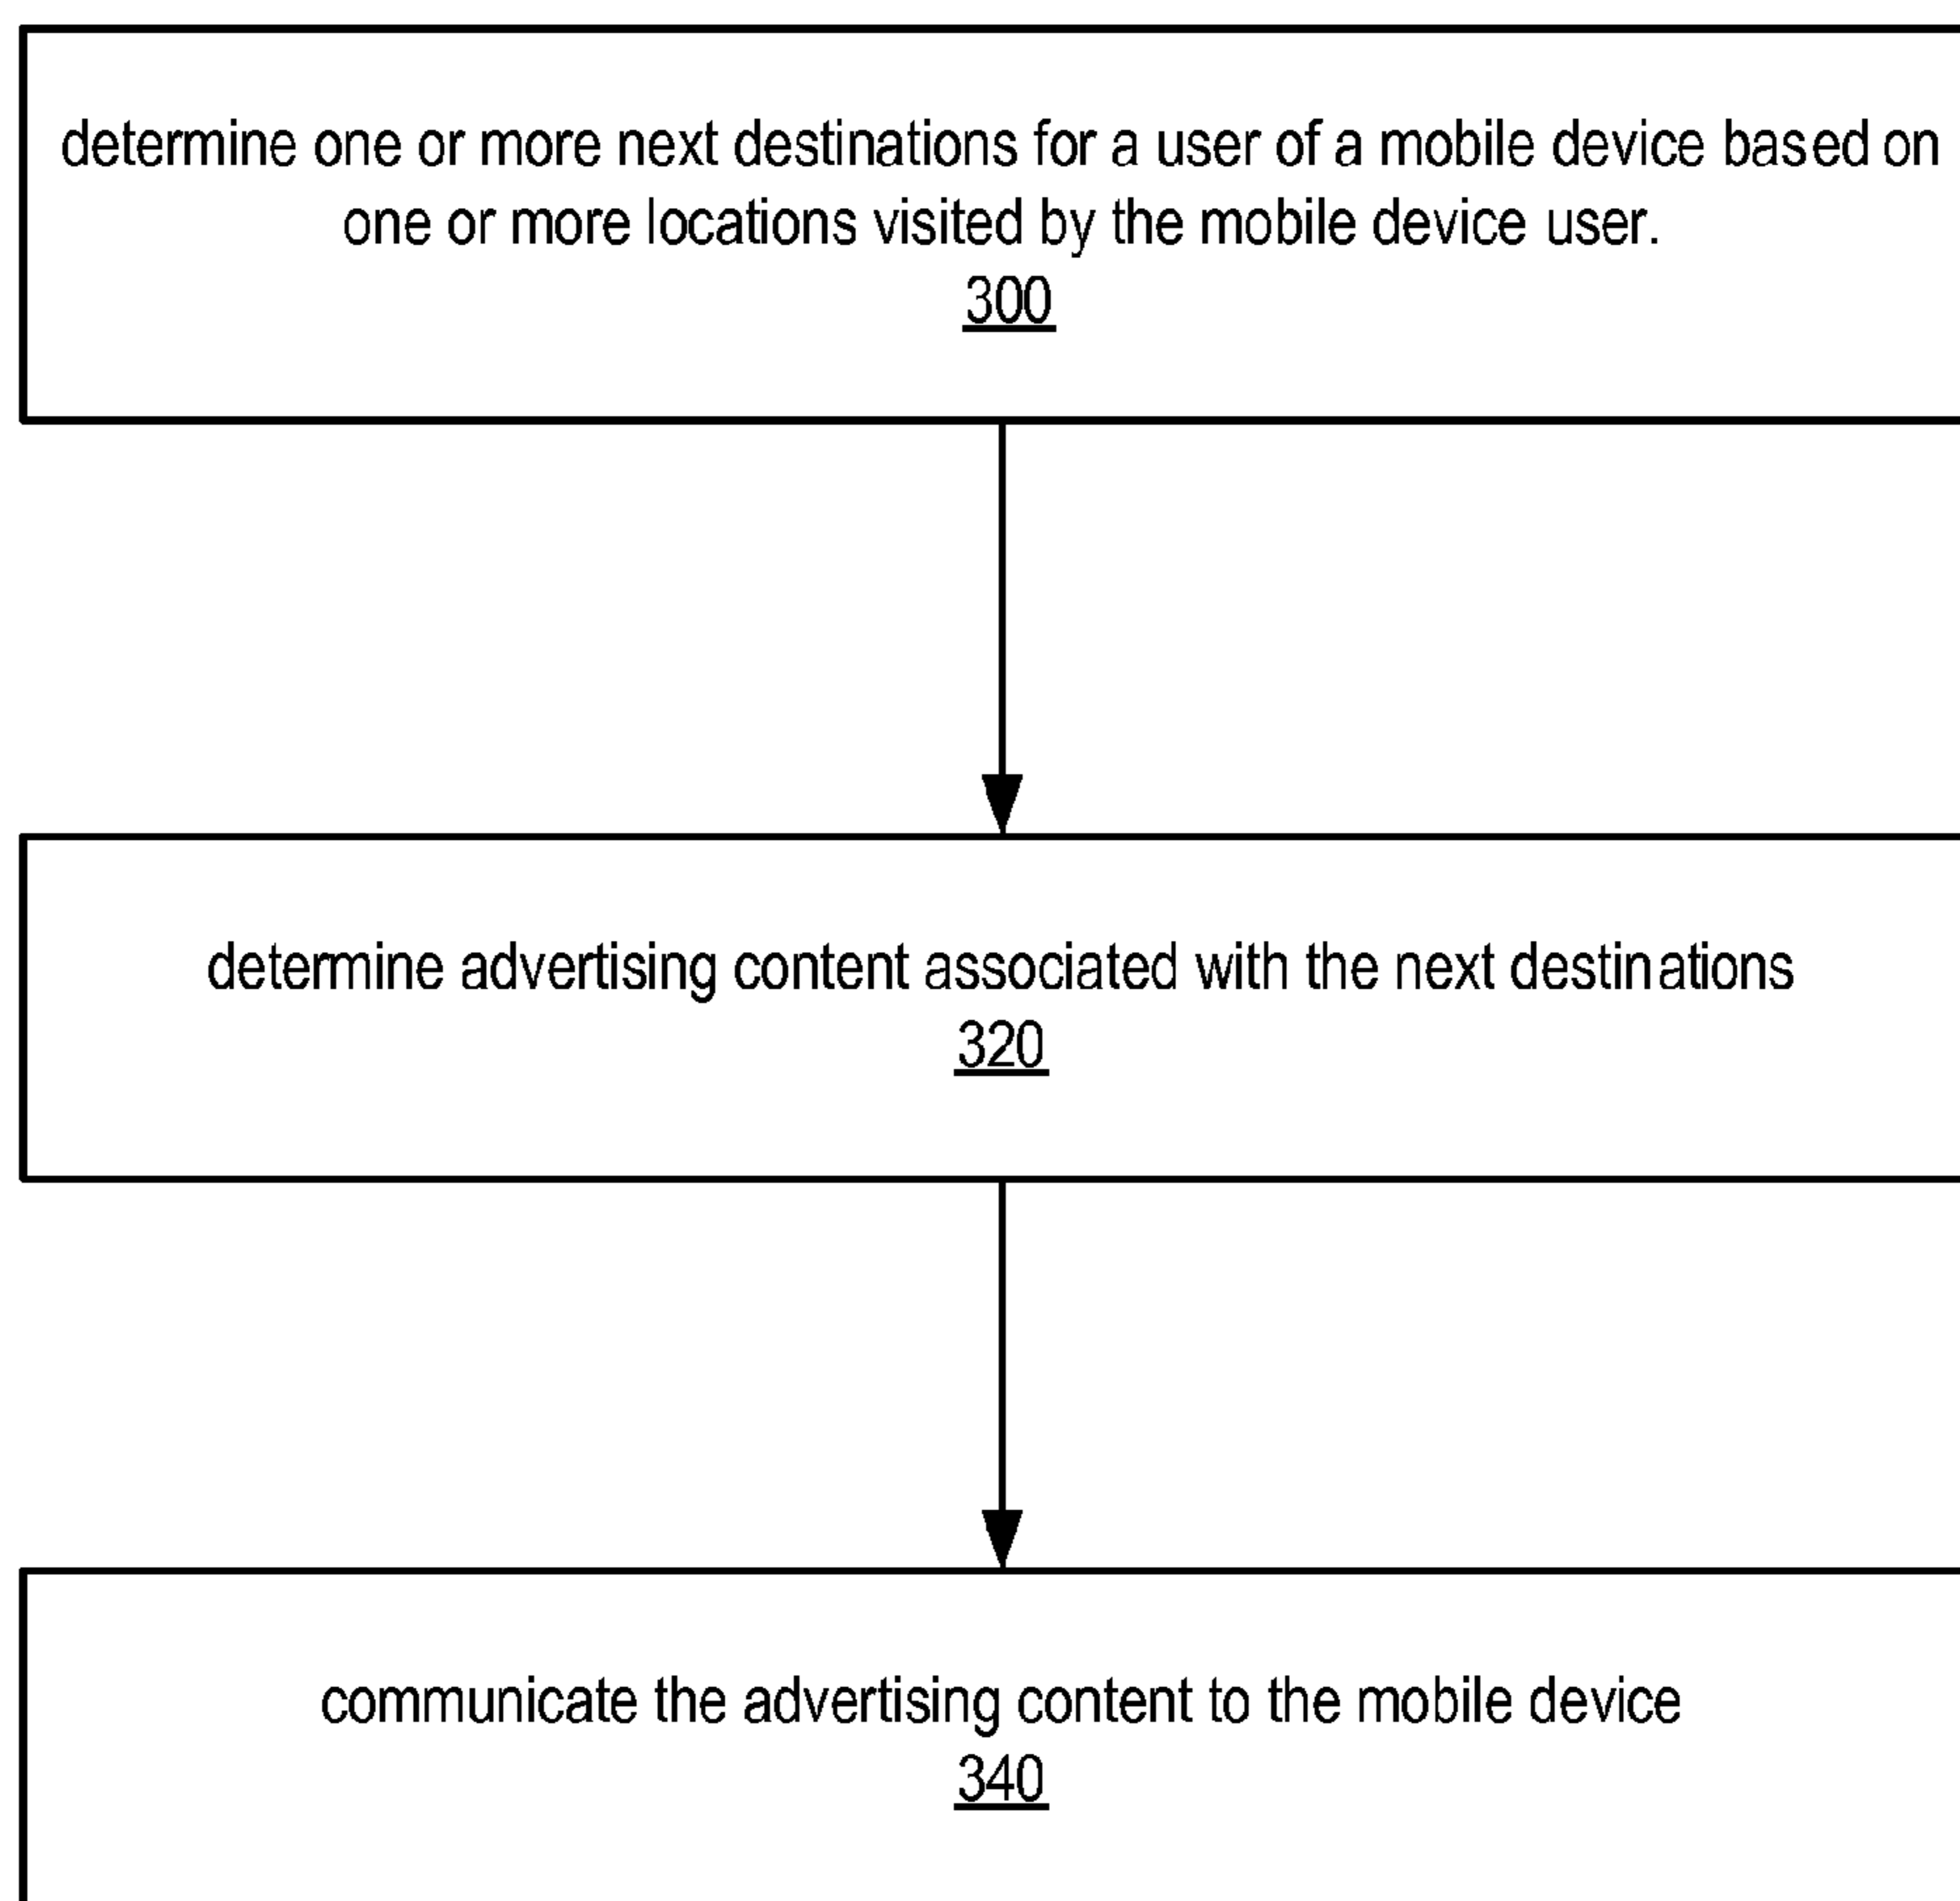 determine one or more next destinations for a user of a mobile device based on
one or more locations visited by the mobile device user.
300
determine advertising content associated with the next destinations
320
communicate the advertising content to the mobile device
340